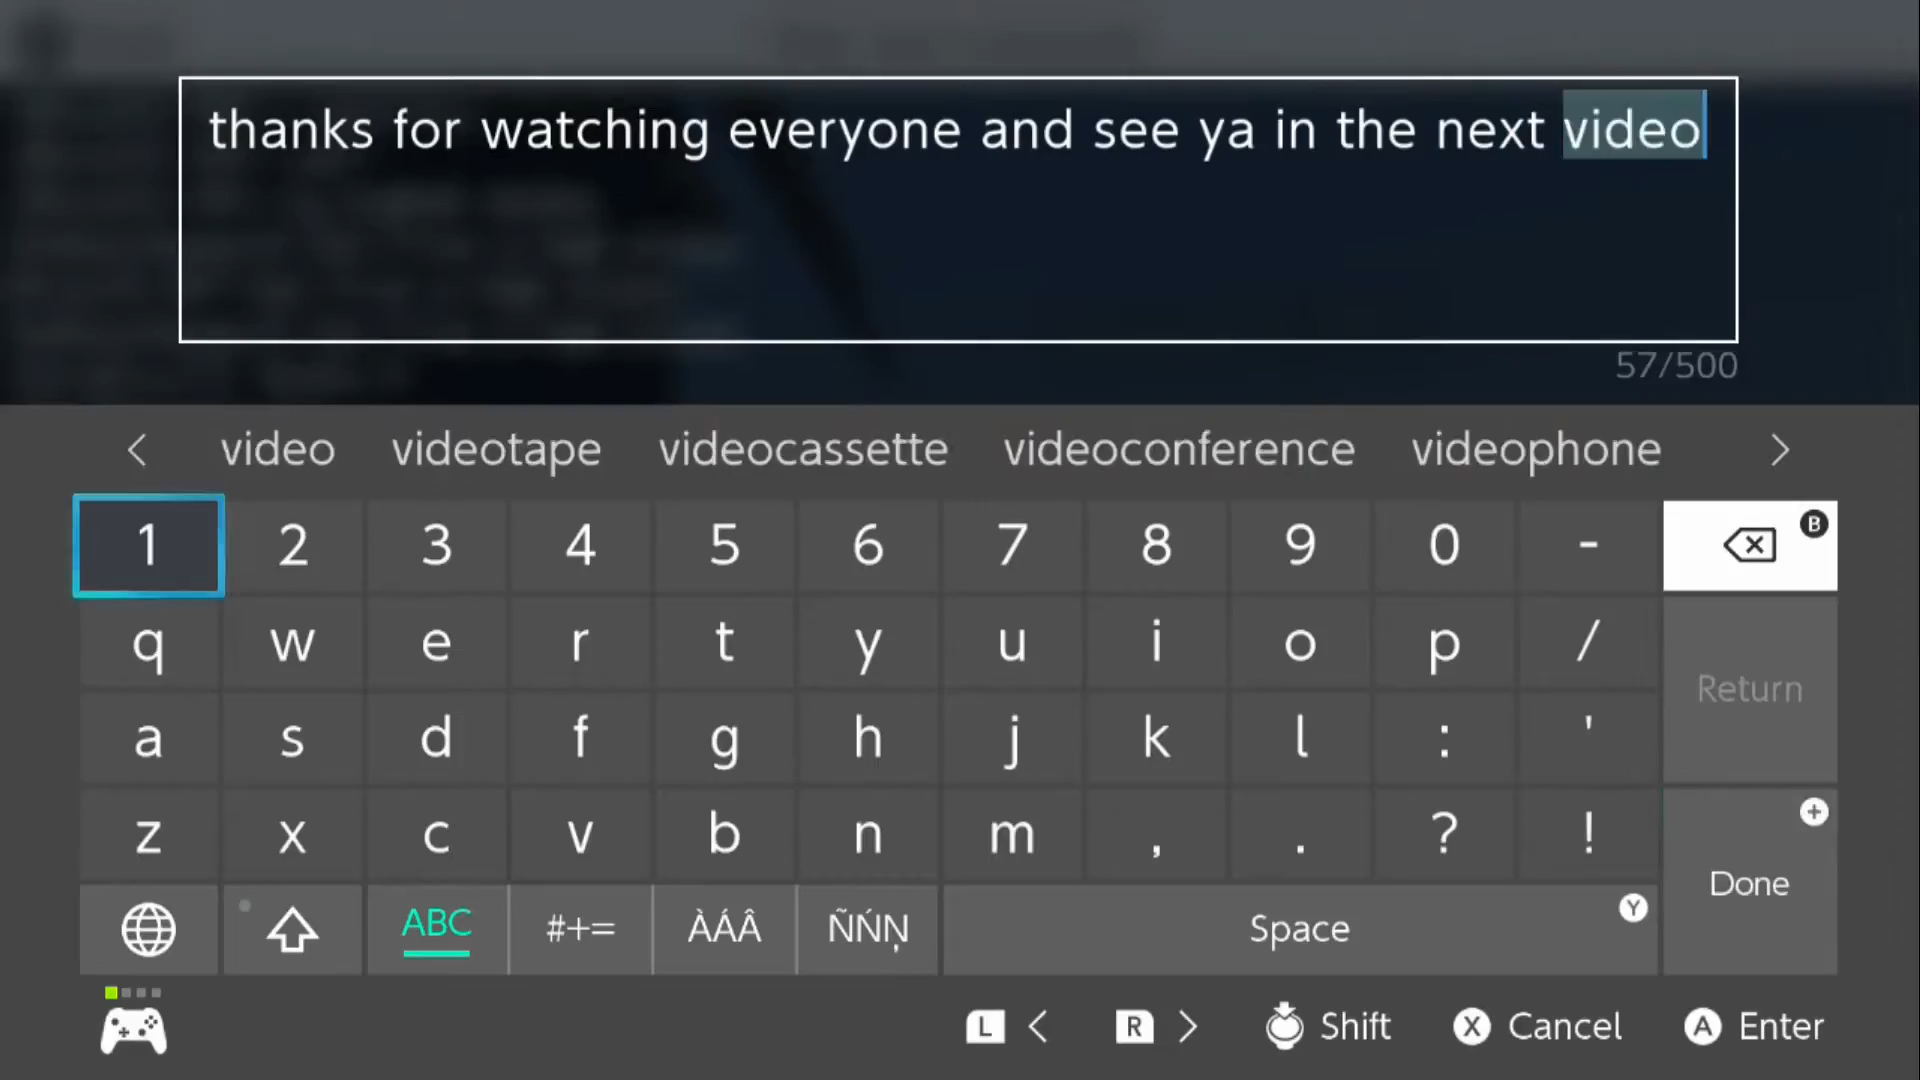 thanks for watching everyone and see ya in the next video
57/500
< video videotape videocassette videoconference videophone >
1 2 3 4 5 6 7 8 9 0 - B
q w e r t y u i o p /
Return
a s d f g h j k l : '
z x c v b n m , . ? ! +
Done
ABC #+= ÀÁÂ ÑŃŅ Space Y
L < R > Shift X Cancel A Enter